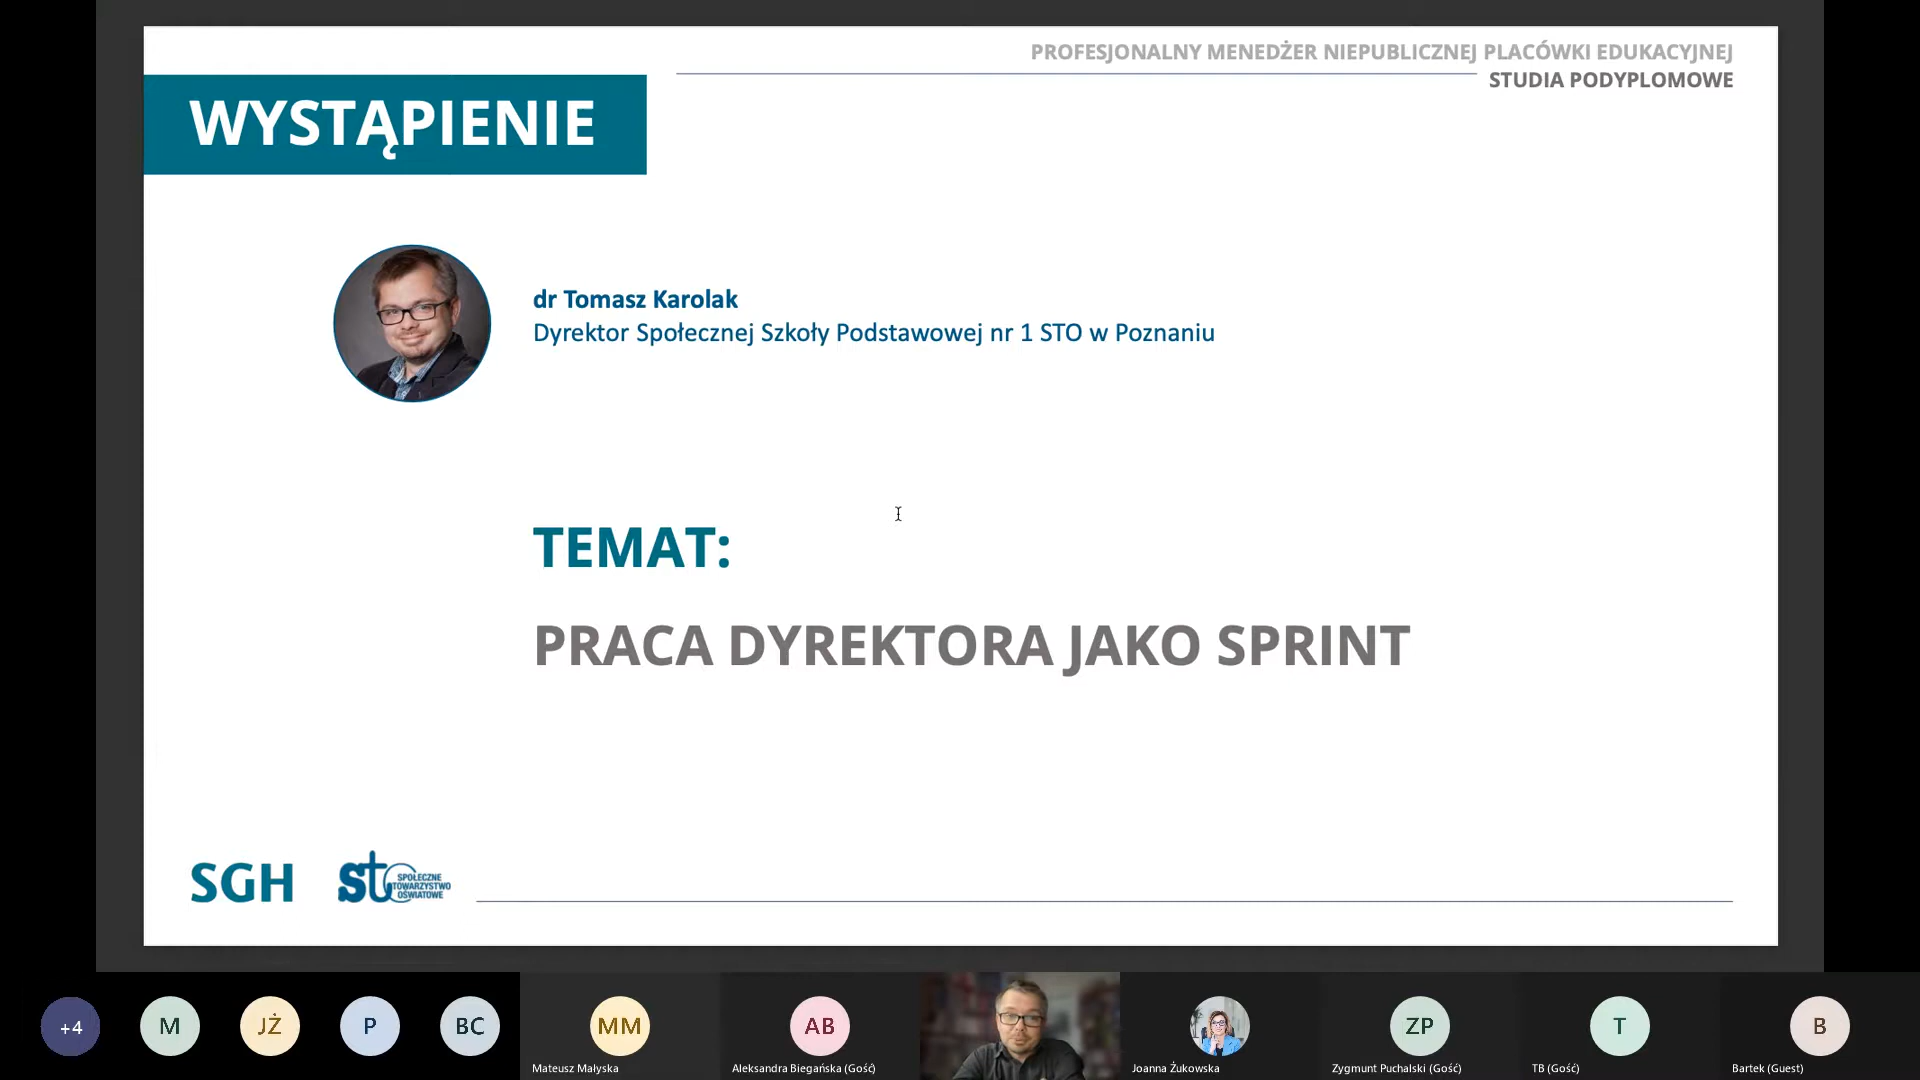 PROFESJONALNY MENEDŻER NIEPUBLICZNEJ PLACÓWKI EDUKACYJNEJ
STUDIA PODYPLOMOWE
WYSTĄPIENIE
dr Tomasz Karolak
Dyrektor Społecznej Szkoły Podstawowej nr 1 STO w Poznaniu
TEMAT:
PRACA DYREKTORA JAKO SPRINT
SGH
sto
SPOŁECZNE
TOWARZYSTWO
OŚWIATOWE
+4
M
JŻ
P
BC
MM
AB
ZP
T
B
Mateusz Małyska
Aleksandra Biegańska (Gość)
Joanna Żukowska
Zygmunt Puchalski (Gość)
TB (Gość)
Bartek (Guest)